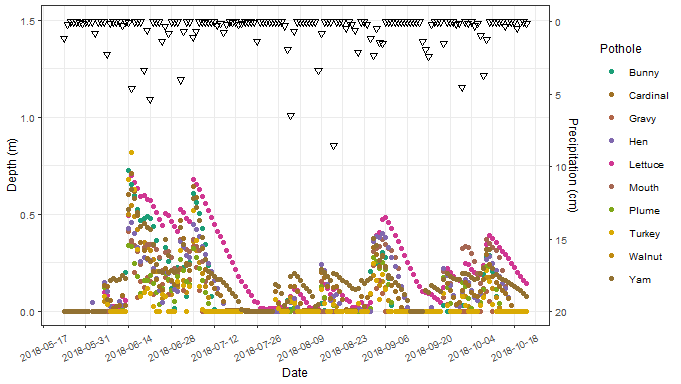 Depth (m)
1.5
1.0
0.5
0.0
0
5
10
15
20
Precipitation (cm)
2018-05-17
2018-05-31
2018-06-14
2018-06-28
2018-07-12
2018-07-26
2018-08-09
2018-08-23
2018-09-06
2018-09-20
2018-10-04
2018-10-18
Date
Pothole
Bunny
Cardinal
Gravy
Hen
Lettuce
Mouth
Plume
Turkey
Walnut
Yam